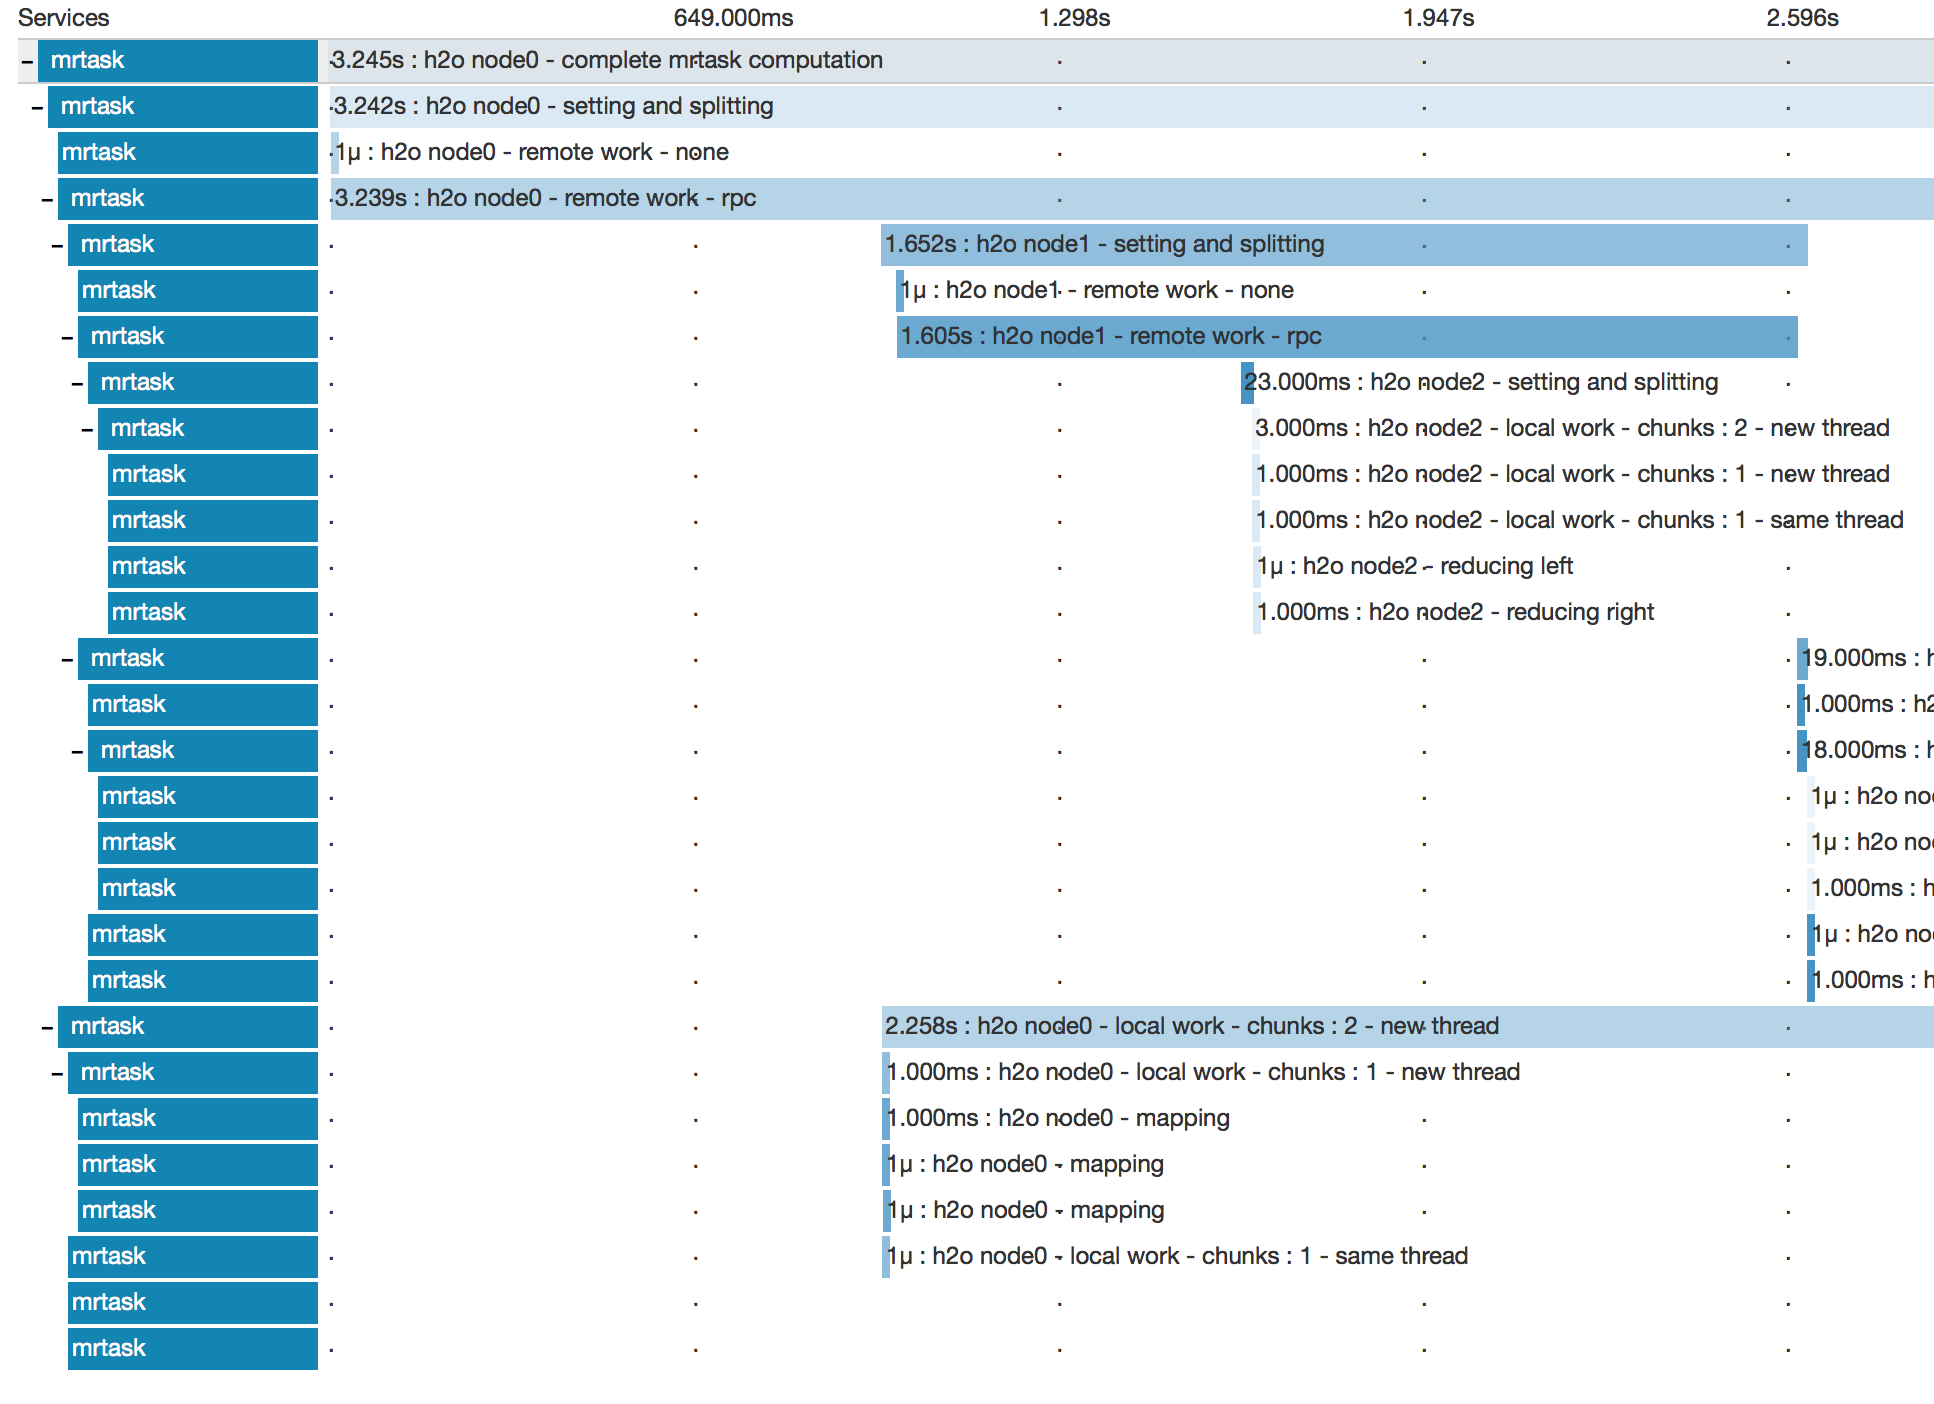 Services 649.000ms 1.298s 1.947s 2.596s
mrtask 3.245s : h2o node0 - complete mrtask computation
mrtask 3.242s : h2o node0 - setting and splitting
mrtask 1μ : h2o node0 - remote work - none
mrtask 3.239s : h2o node0 - remote work - rpc
mrtask 1.652s : h2o node1 - setting and splitting
mrtask 1μ : h2o node1 - remote work - none
mrtask 1.605s : h2o node1 - remote work - rpc
mrtask 23.000ms : h2o node2 - setting and splitting
mrtask 3.000ms : h2o node2 - local work - chunks : 2 - new thread
mrtask 1.000ms : h2o node2 - local work - chunks : 1 - new thread
mrtask 1.000ms : h2o node2 - local work - chunks : 1 - same thread
mrtask 1μ : h2o node2 - reducing left
mrtask 1.000ms : h2o node2 - reducing right
mrtask 19.000ms : h
mrtask 1.000ms : h2
mrtask 18.000ms : h
mrtask 1μ : h2o no
mrtask 1μ : h2o no
mrtask 1.000ms : h
mrtask 1μ : h2o no
mrtask 1.000ms : h
mrtask 2.258s : h2o node0 - local work - chunks : 2 - new thread
mrtask 1.000ms : h2o node0 - local work - chunks : 1 - new thread
mrtask 1.000ms : h2o node0 - mapping
mrtask 1μ : h2o node0 - mapping
mrtask 1μ : h2o node0 - mapping
mrtask 1μ : h2o node0 - local work - chunks : 1 - same thread
mrtask
mrtask